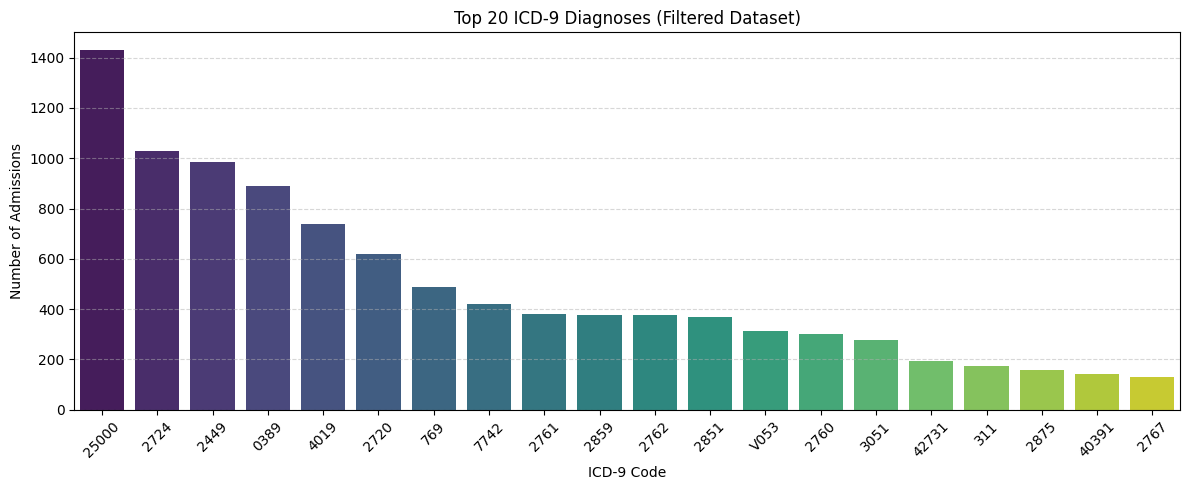 Top 20 ICD-9 Diagnoses (Filtered Dataset)
Number of Admissions
1400
1200
1000
800
600
400
200
0
25000 2724 2449 0389 4019 2720 769 7742 2761 2859 2762 2851 V053 2760 3051 42731 311 2875 40391 2767
ICD-9 Code